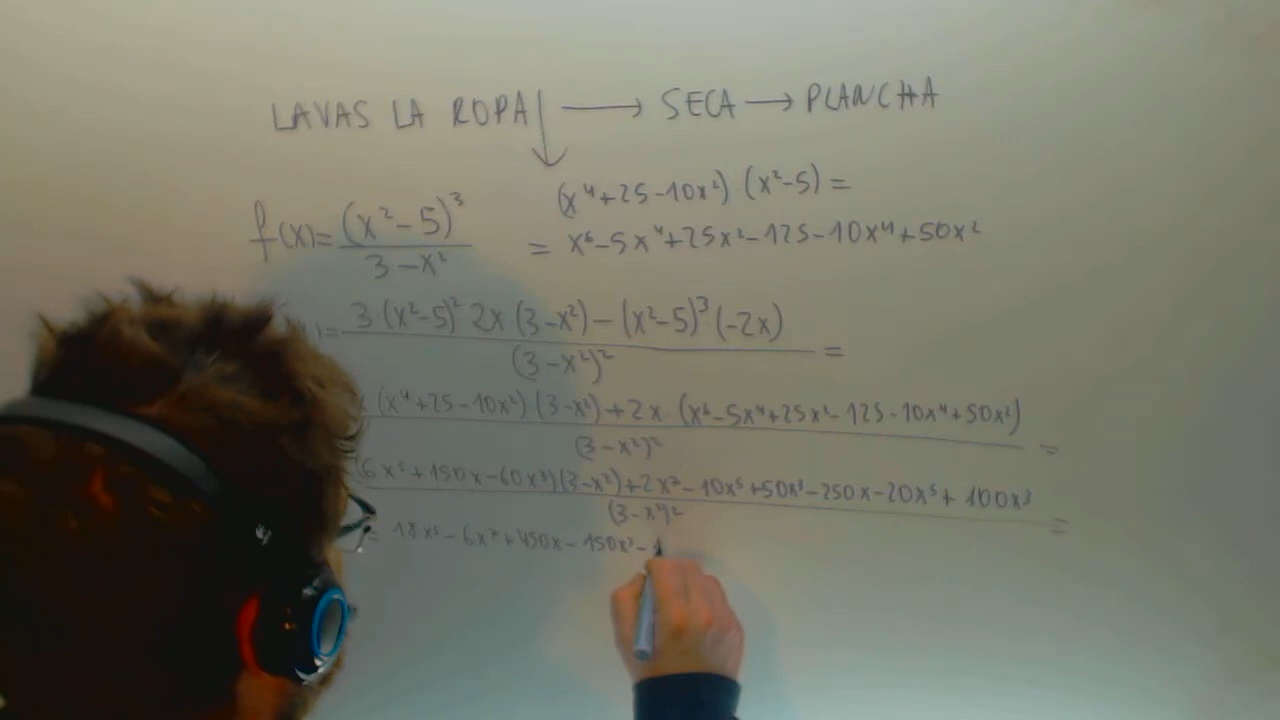 LAVAS LA ROPA ↓ → SECA → PLANCHA
(x⁴+25-10x²) (x²-5) =
f(x)= (x²-5)³ / 3-x² = x⁶-5x⁴+25x²-125-10x⁴+50x²
)= 3(x²-5)² 2x (3-x²) - (x²-5)³ (-2x) / (3-x²)² =
(x⁴+25-10x²) (3-x²) + 2x (x⁶-5x⁴+25x²-125-10x⁴+50x²) / (3-x²)² =
(6x⁵+150x-60x³)(3-x²)+2x⁷-10x⁵+50x³-250x-20x⁵+100x³ / (3-x²)² =
= 18x⁵-6x⁷+450x-150x³-1